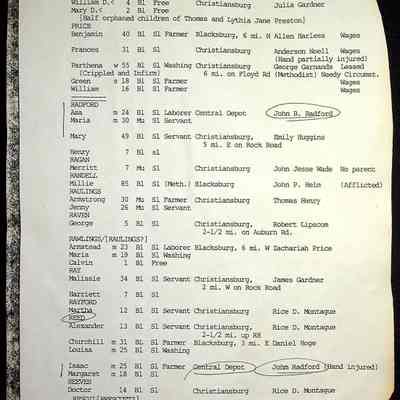 William D.< 4 Bl Free Christiansburg Julia Gardner
Mary D.< 2 Bl Free
[Half orphaned children of Thomas and Lythia Jane Preston]
PRICE
Benjamin 40 Bl Sl Farmer Blacksburg, 6 mi. W Allen Harless Wages
Frances 31 Bl Sl Christiansburg Anderson Noell Wages
(Hand partially injured)
Parthena w 55 Bl Sl Washing Christiansburg George Garnands Leased
(Crippled and Infirm) 6 mi. on Floyd Rd (Methodist) Needy Circumst.
Green s 18 Bl Sl Farmer Wages
William 16 Bl Sl Farmer Wages
RADFORD
Asa m 24 Bl Sl Laborer Central Depot John B. Radford
Maria m 30 Mu Sl Servant
Mary 49 Bl Sl Servant Christiansburg, Emily Huggins
5 mi. E on Rock Road
Henry 7 Bl sl
RAGAN
Merrit 7 Mu Sl Christiansburg John Jesse Wade No parent
RANDELL
Millie 85 Bl Sl (Meth.) Blacksburg John P. Helm (Afflicted)
RAULINGS
Armstrong 30 Mu Sl Farmer Christiansburg Thomas Henry
Jenny 26 Mu Sl Servant
RAVEN
George 5 Bl Sl Christiansburg, Robert Lipscom
2-1/2 mi. on Auburn Rd.
RAWLINGS/[RAULINGS?]
Armstead m 23 Bl Sl Laborer Blacksburg, 6 mi. W Zachariah Price
Maria m 19 Bl Sl Washing
Calvin 1 Bl Free
RAY
Malissie 34 Bl Sl Servant Christiansburg, James Gardner
2 mi. W on Rock Road
Harriett 7 Bl Sl
RAYFORD
Martha 12 Bl Sl Servant Christiansburg Rice D. Montague
REED
Alexander 13 Bl Sl Servant Christiansburg, Rice D. Montague
2-1/2 mi. up RH
Churchill m 31 Bl Sl Farmer Blacksburg, 3 mi. E Daniel Hoge
Louisa m 25 Bl Sl Washing
Isaac m 25 Bl Sl Farmer Central Depot John Radford (Hand injured)
Margaret m 18 Bl Sl
REEVES
Doctor 14 Bl Sl Christiansburg Rice D. Montague